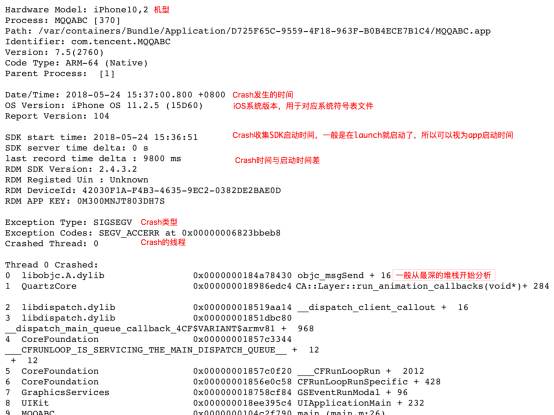 Hardware Model: iPhone10,2 机型
Process: MQQABC [370]
Path: /var/containers/Bundle/Application/D725F65C-9559-4F18-963F-B0B4ECE7B1C4/MQQABC.app
Identifier: com.tencent.MQQABC
Version: 7.5(2760)
Code Type: ARM-64 (Native)
Parent Process:  [1]
Date/Time: 2018-05-24 15:37:00.800 +0800 Crash发生的时间
OS Version: iPhone OS 11.2.5 (15D60) iOS系统版本，用于对应系统符号表文件
Report Version: 104
SDK start time: 2018-05-24 15:36:51 Crash收集SDK启动时间，一般是在launch就启动了，所以可以视为app启动时间
SDK server time delta: 0 s
last record time delta : 9800 ms Crash时间与启动时间差
RDM SDK Version: 2.4.3.2
RDM Registed Uin : Unknown
RDM DeviceId: 42030F1A-F4B3-4635-9EC2-0382DE2BAE0D
RDM APP KEY: 0M300MNJT803DH7S
Exception Type: SIGSEGV Crash类型
Exception Codes: SEGV_ACCERR at 0x00000006823bbeb8
Crashed Thread: 0 Crash的线程
Thread 0 Crashed:
0  libobjc.A.dylib 0x0000000184a78430 objc_msgSend + 16 一般从最深的堆栈开始分析
1  QuartzCore 0x000000018986edc4 CA::Layer::run_animation_callbacks(void*)+ 284
2  libdispatch.dylib 0x00000018519aa14 __dispatch_client_callout +  16
3  libdispatch.dylib 0x00000001851dbc80
__dispatch_main_queue_callback_4CF$VARIANT$armv81 +  968
4  CoreFoundation 0x00000001857c3344
___CFRUNLOOP_IS_SERVICING_THE_MAIN_DISPATCH_QUEUE__ +  12
+  12
5  CoreFoundation 0x00000001857c0f20 ___CFRunLoopRun +  2012
6  CoreFoundation 0x00000001856e0c58 CFRunLoopRunSpecific + 428
7  GraphicsServices 0x000000018758cf84 GSEventRunModal + 96
8  UIKit 0x000000018ee395c4 UIApplicationMain + 232
9  MQQABC 0x0000000104c2f790 main (main.m:26)